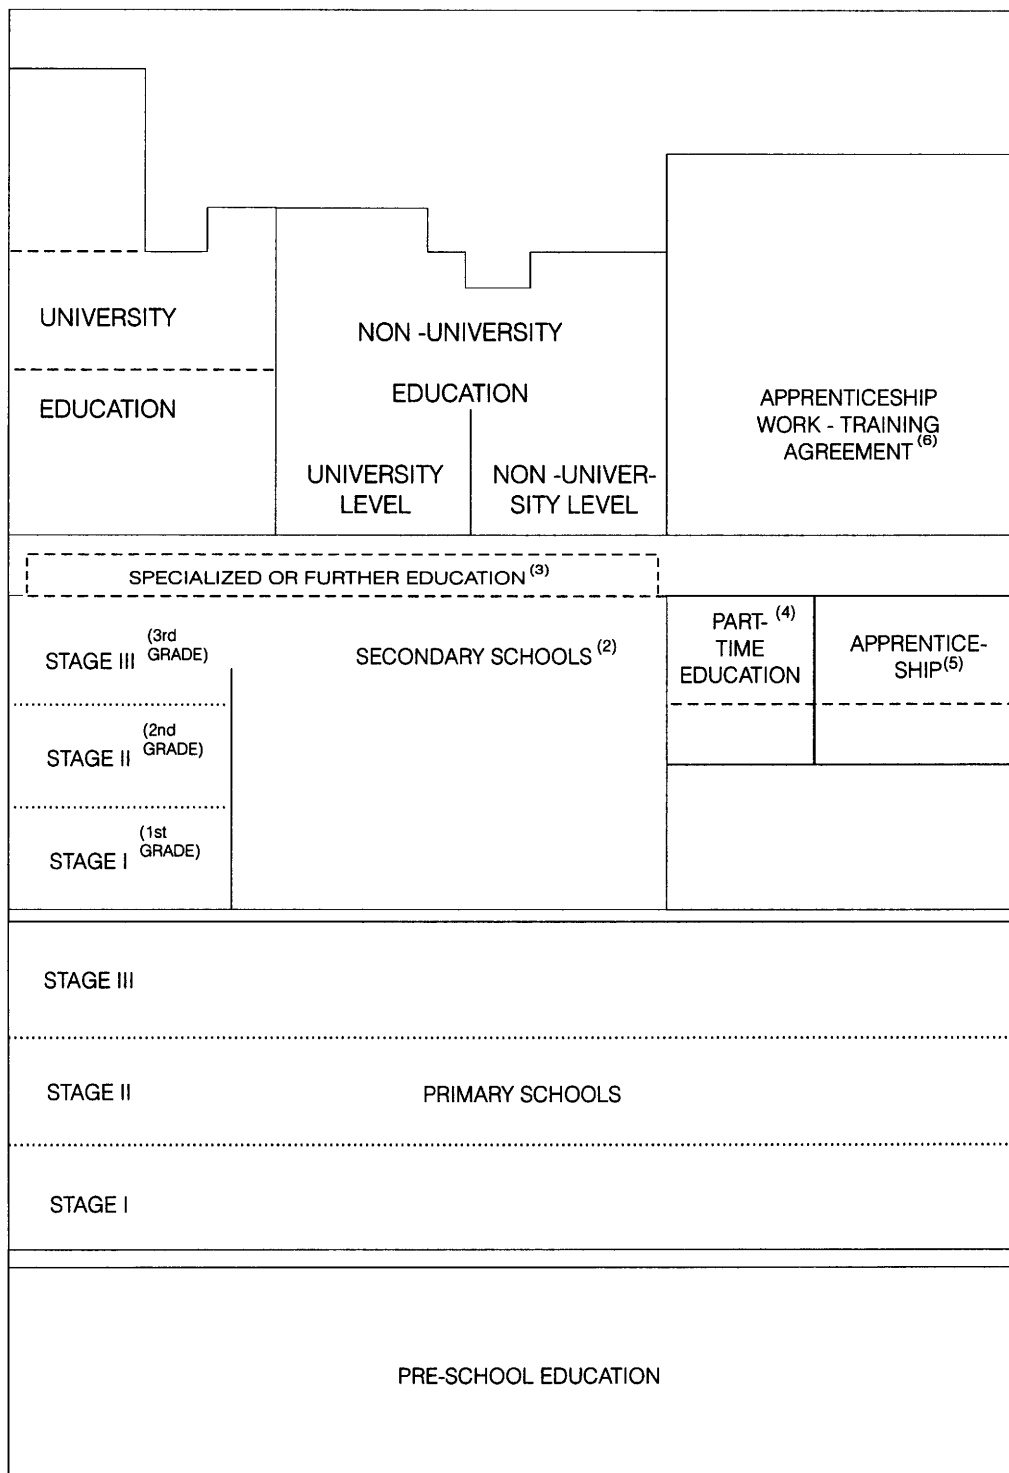 UNIVERSITY
EDUCATION
NON -UNIVERSITY
EDUCATION
UNIVERSITY
LEVEL
NON -UNIVER-
SITY LEVEL
APPRENTICESHIP
WORK - TRAINING
AGREEMENT (6)
SPECIALIZED OR FURTHER EDUCATION (3)
STAGE III (3rd
GRADE)
SECONDARY SCHOOLS (2)
PART- (4)
TIME
EDUCATION
APPRENTICE-
SHIP(5)
STAGE II (2nd
GRADE)
STAGE I (1st
GRADE)
STAGE III
STAGE II
PRIMARY SCHOOLS
STAGE I
PRE-SCHOOL EDUCATION